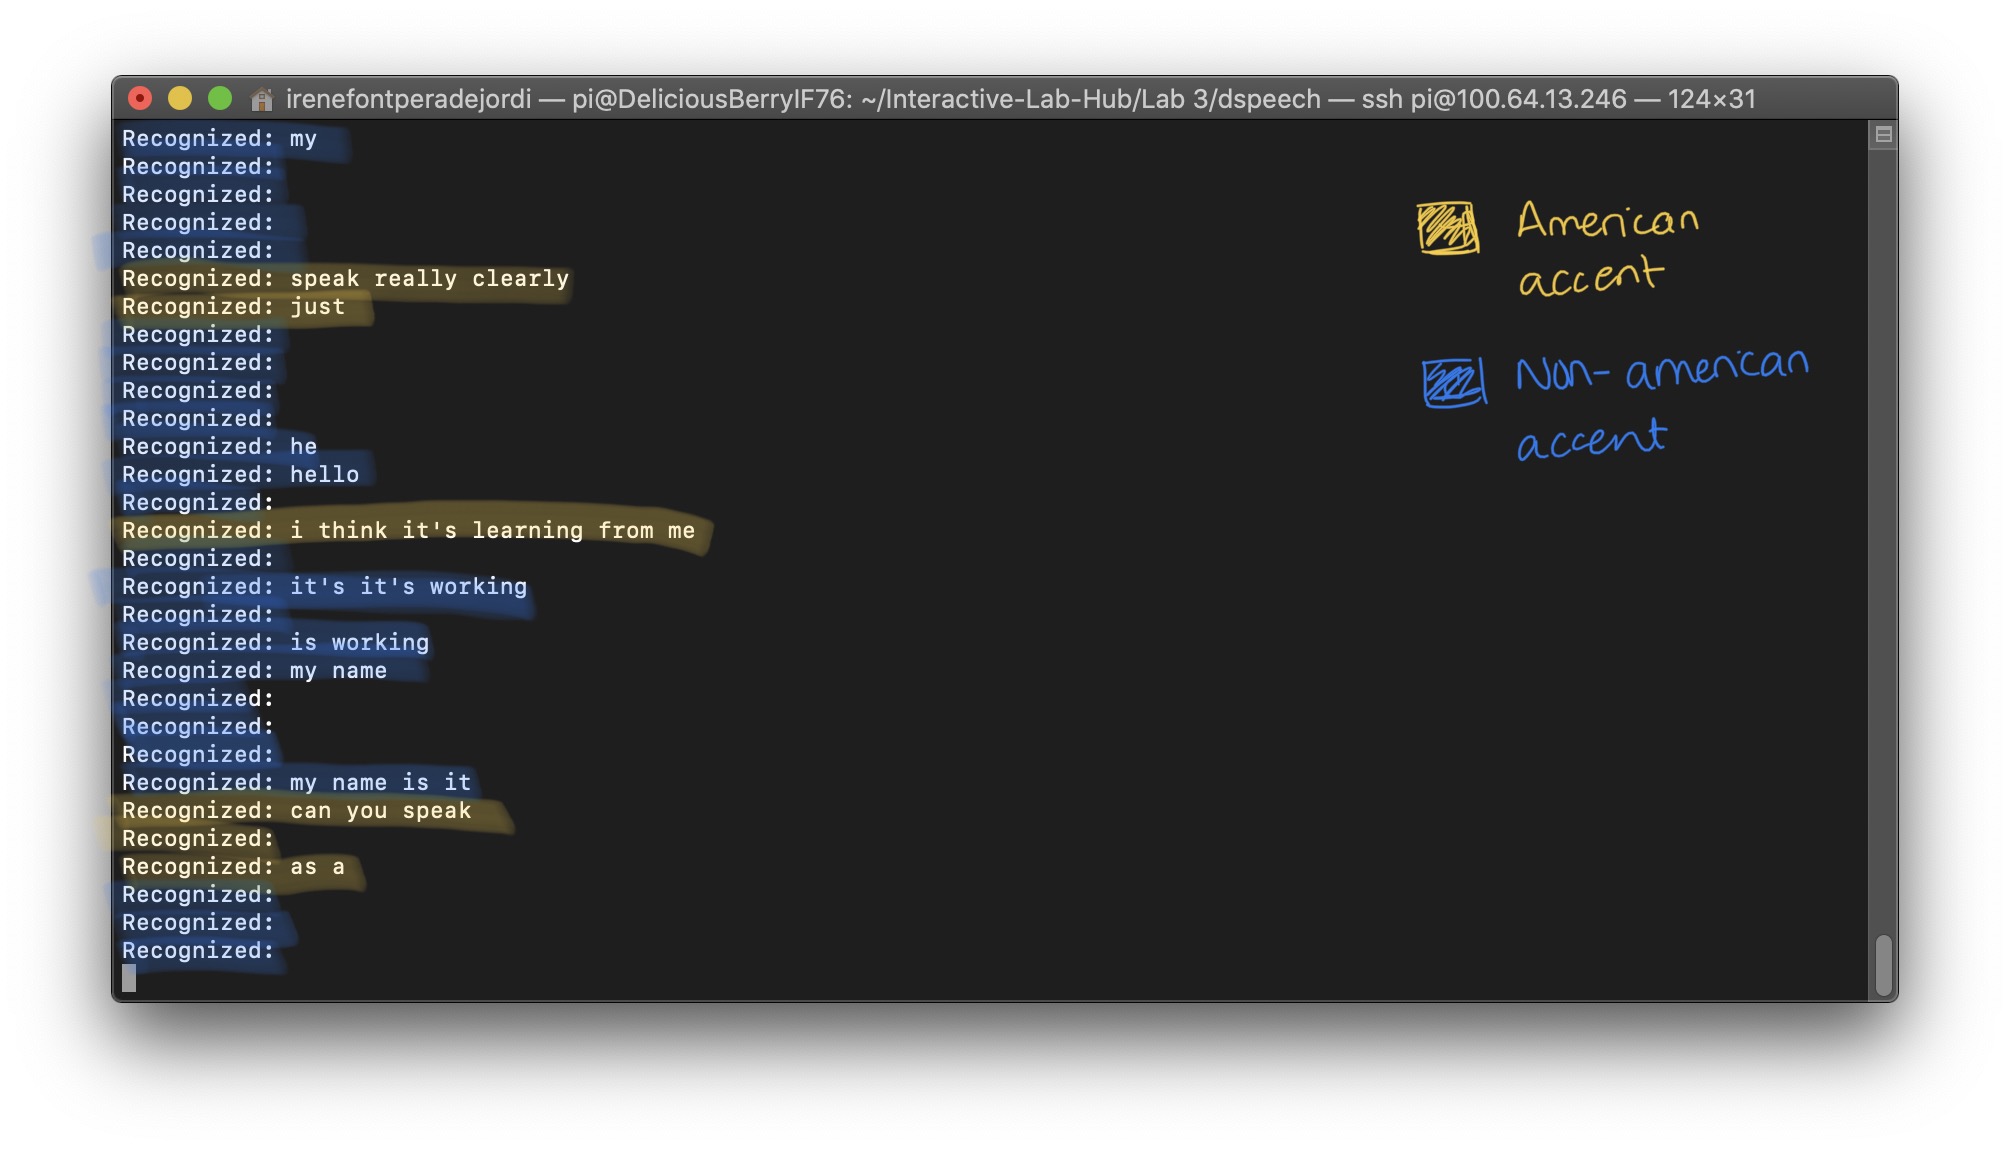 irenefontperadejordi — pi@DeliciousBerryIF76: ~/Interactive-Lab-Hub/Lab 3/dspeech — ssh pi@100.64.13.246 — 124×31
Recognized: my
Recognized:
Recognized:
Recognized:
Recognized:
Recognized: speak really clearly
Recognized: just
Recognized:
Recognized:
Recognized:
Recognized:
Recognized: he
Recognized: hello
Recognized:
Recognized: i think it's learning from me
Recognized:
Recognized: it's it's working
Recognized:
Recognized: is working
Recognized: my name
Recognized:
Recognized:
Recognized:
Recognized: my name is it
Recognized: can you speak
Recognized:
Recognized: as a
Recognized:
Recognized:
Recognized:
American
accent
Non-american
accent